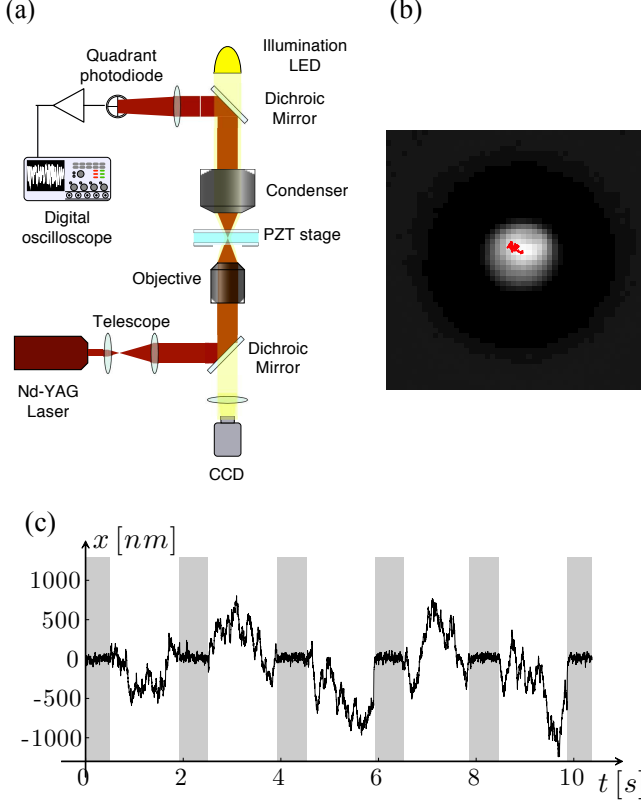 (a)
Illumination
LED
Quadrant
photodiode
Dichroic
Mirror
Condenser
Digital
oscilloscope
PZT stage
Objective
Telescope
Dichroic
Mirror
Nd-YAG
Laser
CCD
(b)
(c)
x [nm]
1000
500
0
-500
-1000
0 2 4 6 8 10
t [s]